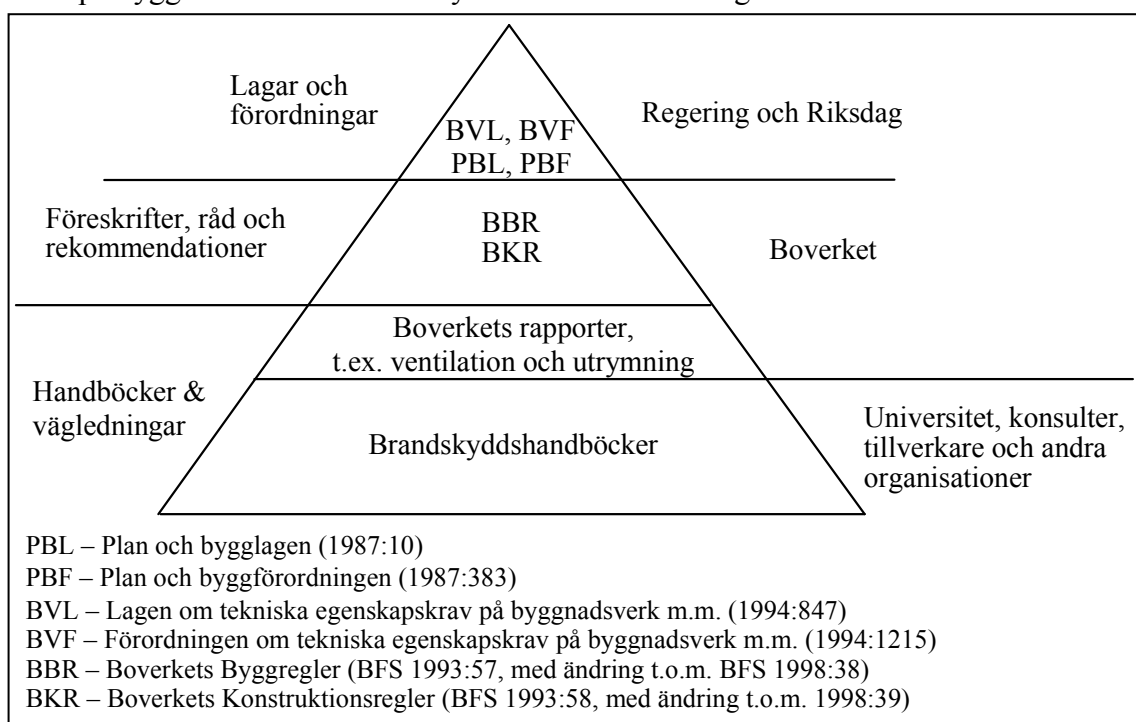 Lagar och
förordningar
BVL, BVF
PBL, PBF
Regering och Riksdag
Föreskrifter, råd och
rekommendationer
BBR
BKR
Boverket
Boverkets rapporter,
t.ex. ventilation och utrymning
Handböcker &
vägledningar
Brandskyddshandböcker
Universitet, konsulter,
tillverkare och andra
organisationer
PBL – Plan och bygglagen (1987:10)
PBF – Plan och byggförordningen (1987:383)
BVL – Lagen om tekniska egenskapskrav på byggnadsverk m.m. (1994:847)
BVF – Förordningen om tekniska egenskapskrav på byggnadsverk m.m. (1994:1215)
BBR – Boverkets Byggregler (BFS 1993:57, med ändring t.o.m. BFS 1998:38)
BKR – Boverkets Konstruktionsregler (BFS 1993:58, med ändring t.o.m. 1998:39)